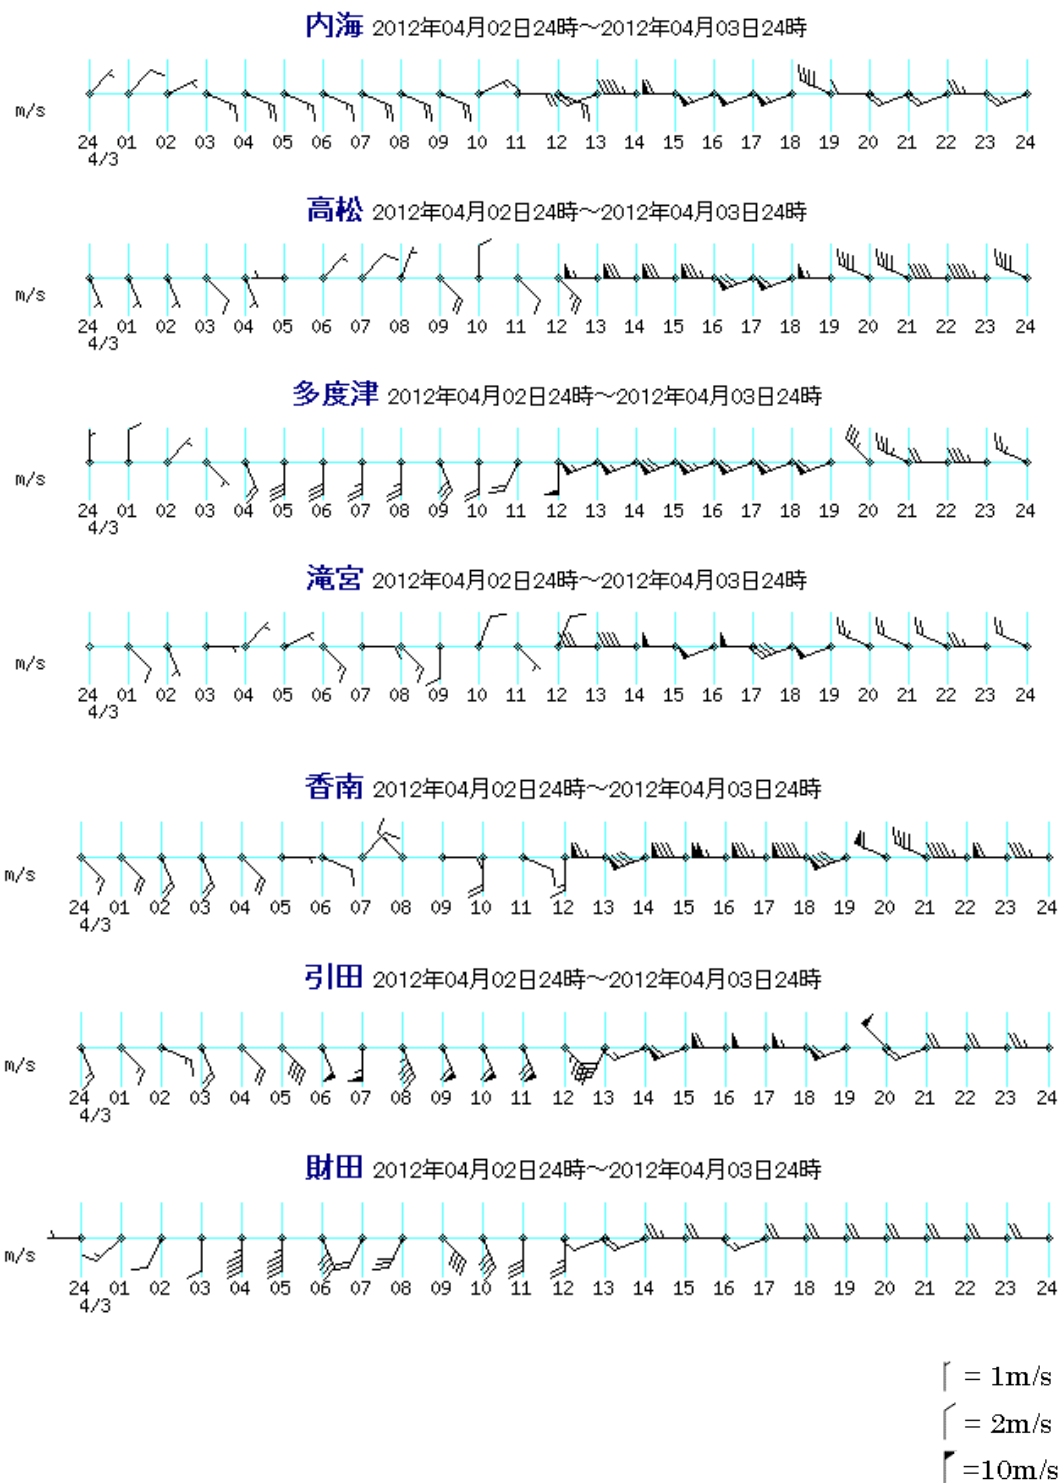 内海 2012年04月02日24時～2012年04月03日24時
m/s
24 01 02 03 04 05 06 07 08 09 10 11 12 13 14 15 16 17 18 19 20 21 22 23 24
4/3
高松 2012年04月02日24時～2012年04月03日24時
m/s
24 01 02 03 04 05 06 07 08 09 10 11 12 13 14 15 16 17 18 19 20 21 22 23 24
4/3
多度津 2012年04月02日24時～2012年04月03日24時
m/s
24 01 02 03 04 05 06 07 08 09 10 11 12 13 14 15 16 17 18 19 20 21 22 23 24
4/3
滝宮 2012年04月02日24時～2012年04月03日24時
m/s
24 01 02 03 04 05 06 07 08 09 10 11 12 13 14 15 16 17 18 19 20 21 22 23 24
4/3
香南 2012年04月02日24時～2012年04月03日24時
m/s
24 01 02 03 04 05 06 07 08 09 10 11 12 13 14 15 16 17 18 19 20 21 22 23 24
4/3
引田 2012年04月02日24時～2012年04月03日24時
m/s
24 01 02 03 04 05 06 07 08 09 10 11 12 13 14 15 16 17 18 19 20 21 22 23 24
4/3
財田 2012年04月02日24時～2012年04月03日24時
m/s
24 01 02 03 04 05 06 07 08 09 10 11 12 13 14 15 16 17 18 19 20 21 22 23 24
4/3
= 1m/s
= 2m/s
=10m/s